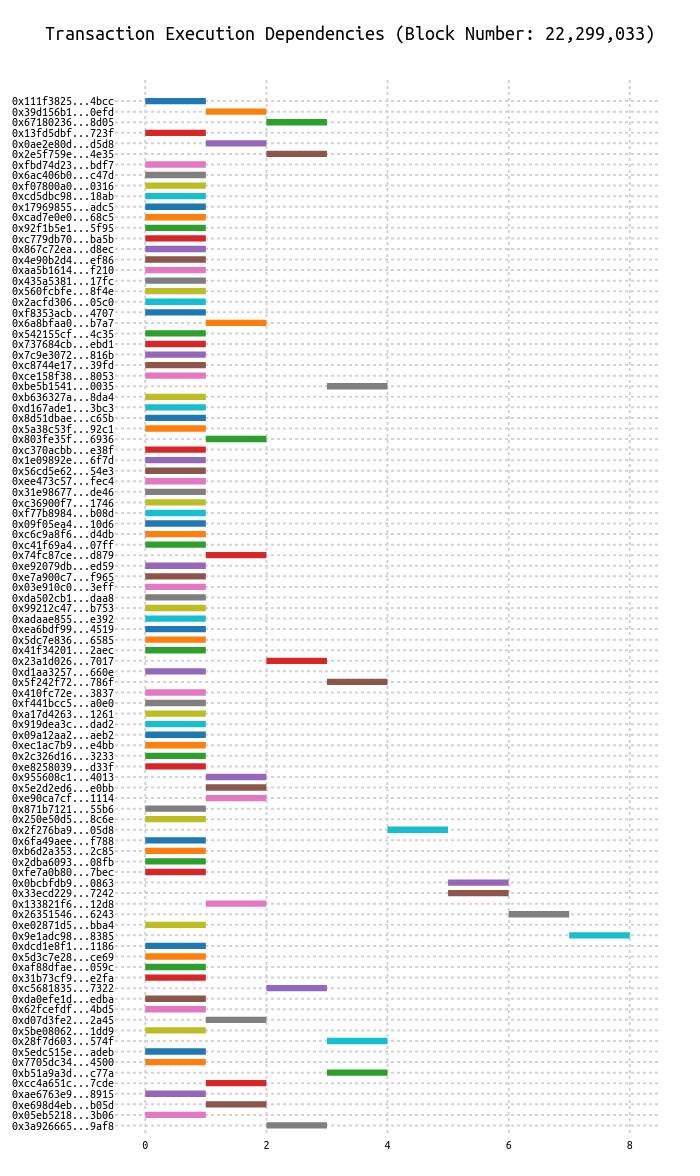 Transaction Execution Dependencies (Block Number: 22,299,033)
0x111f3825...4bcc
0x39d156b1...0efd
0x67180236...8d05
0x13fd5dbf...723f
0x0ae2e80d...d5d8
0x2e5f759e...4e35
0xfbd74d23...bdf7
0x6ac406b0...c47d
0xf07800a0...0316
0xcd5dbc98...18ab
0x17969855...adc5
0xcad7e0e0...68c5
0x92f1b5e1...5f95
0xc779db70...ba5b
0x867c72ea...d8ec
0x4e90b2d4...ef86
0xaa5b1614...f210
0x435a5381...17fc
0x560fcbfe...8f4e
0x2acfd306...05c0
0xf8353acb...4707
0x6a8bfaa0...b7a7
0x542155cf...4c35
0x737684cb...ebd1
0x7c9e3072...816b
0xc8744e17...39fd
0xce158f38...8053
0xbe5b1541...0035
0xb636327a...8da4
0xd167ade1...3bc3
0x8d51dbae...c65b
0x5a38c53f...92c1
0x803fe35f...6936
0xc370acbb...e38f
0x1e09892e...6f7d
0x56cd5e62...54e3
0xee473c57...fec4
0x31e98677...de46
0xc36900f7...1746
0xf77b8984...b08d
0x09f05ea4...10d6
0xc6c9a8f6...d4db
0xc41f69a4...07ff
0x74fc87ce...d879
0xe92079db...ed59
0xe7a900c7...f965
0x03e910c0...3eff
0xda502cb1...daa8
0x99212c47...b753
0xadaae855...e392
0xea6bdf99...4519
0x5dc7e836...6585
0x41f34201...2aec
0x23a1d026...7017
0xd1aa3257...660e
0x5f242f72...786f
0x410fc72e...3837
0xf441bcc5...a0e0
0xa17d4263...1261
0x919dea3c...dad2
0x09a12aa2...aeb2
0xec1ac7b9...e4bb
0x2c326d16...3233
0xe8258039...d33f
0x955608c1...4013
0x5e2d2ed6...e0bb
0xe90ca7cf...1114
0x871b7121...55b6
0x250e50d5...8c6e
0x2f276ba9...05d8
0x6fa49aee...f788
0xb6d2a353...2c85
0x2dba6093...08fb
0xfe7a0b80...7bec
0x0bcbfdb9...0863
0x33ecd229...7242
0x133821f6...12d8
0x26351546...6243
0xe02871d5...bba4
0x9e1adc98...8385
0xdcd1e8f1...1186
0x5d3c7e28...ce69
0xaf88dfae...059c
0x31b73cf9...e2fa
0xc5681835...7322
0xda0efe1d...edba
0x62fcefdf...4bd5
0xd07d3fe2...2a45
0x5be08062...1dd9
0x28f7d603...574f
0x5edc515e...adeb
0x7705dc34...4500
0xb51a9a3d...c77a
0xcc4a651c...7cde
0xae6763e9...8915
0xe698d4eb...b05d
0x05eb5218...3b06
0x3a926665...9af8
0 2 4 6 8